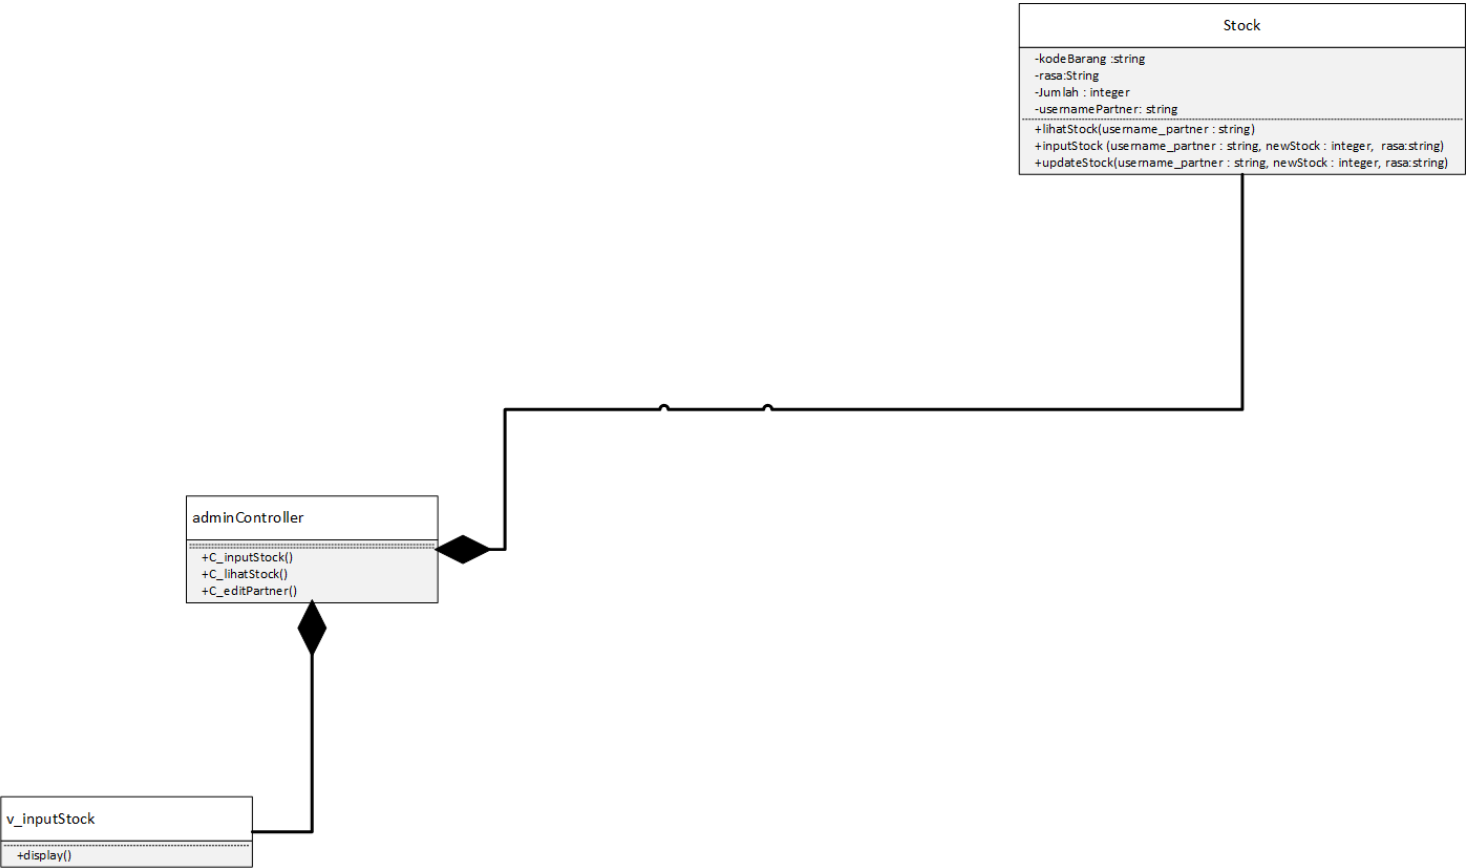 Stock
-kodeBarang :string
-rasa:String
-Jumlah : integer
-usernamePartner: string
+lihatStock(username_partner : string)
+inputStock (username_partner : string, newStock : integer, rasa:string)
+updateStock(username_partner : string, newStock : integer, rasa:string)
adminController
+C_inputStock()
+C_lihatStock()
+C_editPartner()
v_inputStock
+display()